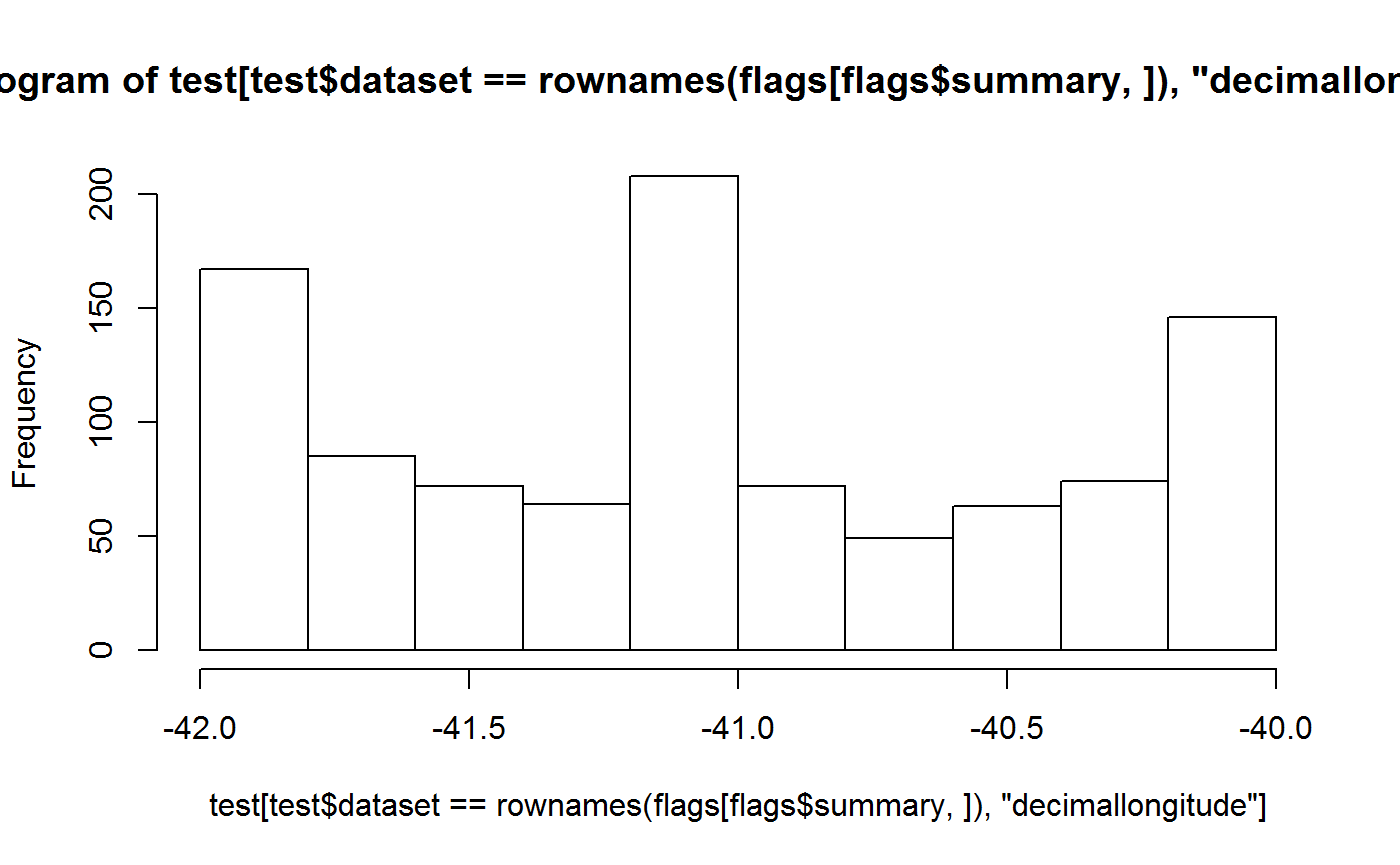 ogram of test[test$dataset == rownames(flags[flags$summary, ]), "decimallon
Frequency
200
150
100
50
0
-42.0 -41.5 -41.0 -40.5 -40.0
test[test$dataset == rownames(flags[flags$summary, ]), "decimallongitude"]